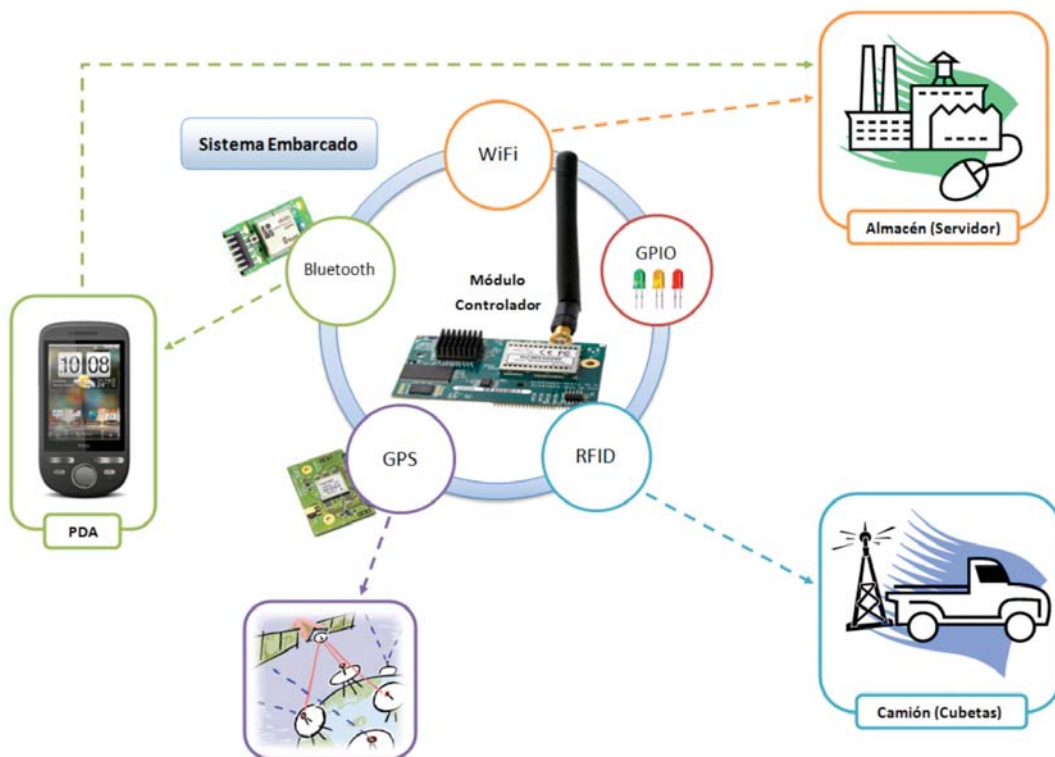 WiFi
Sistema Embarcado
Almacén (Servidor)
Bluetooth
GPIO
Módulo
Controlador
10 08
PDA
GPS
RFID
Camión (Cubetas)